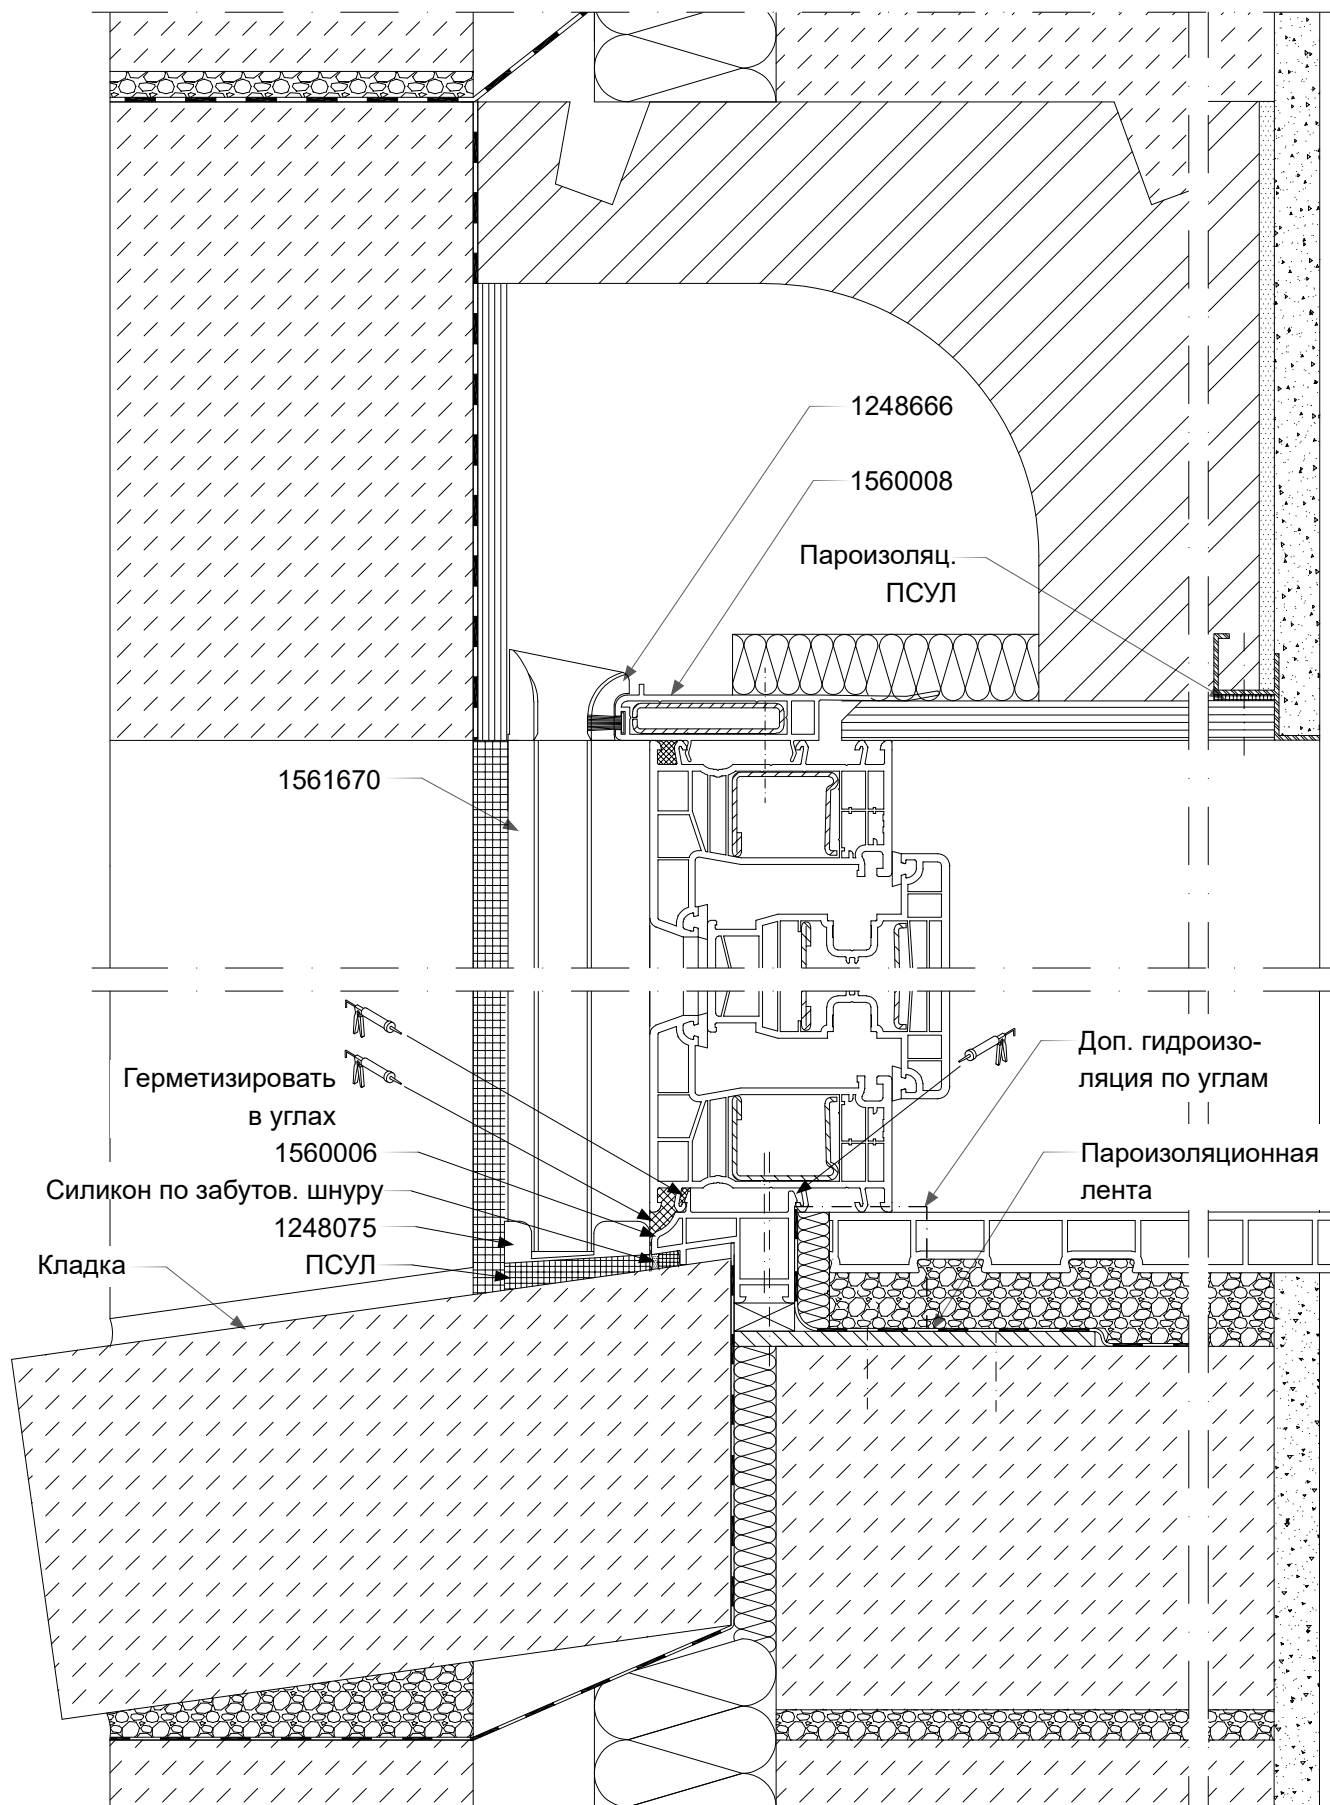 1248666
1560008
Пароизоляц.
ПСУЛ
1561670
Герметизировать
в углах
1560006
Силикон по забутов. шнуру
1248075
ПСУЛ
Кладка
Доп. гидроизо-
ляция по углам
Пароизоляционная
лента